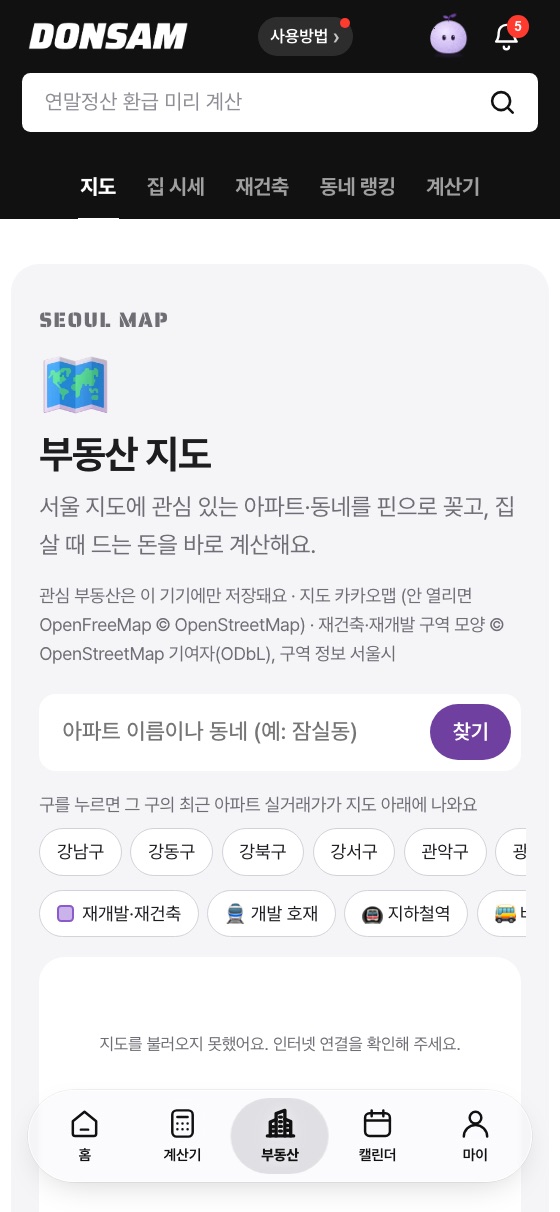 DONSAM
사용방법 ›
5
연말정산 환급 미리 계산
지도
집 시세
재건축
동네 랭킹
계산기
SEOUL MAP
부동산 지도
서울 지도에 관심 있는 아파트·동네를 핀으로 꽂고, 집
살 때 드는 돈을 바로 계산해요.
관심 부동산은 이 기기에만 저장돼요 · 지도 카카오맵 (안 열리면
OpenFreeMap © OpenStreetMap) · 재건축·재개발 구역 모양 ©
OpenStreetMap 기여자(ODbL), 구역 정보 서울시
아파트 이름이나 동네 (예: 잠실동)
찾기
구를 누르면 그 구의 최근 아파트 실거래가가 지도 아래에 나와요
강남구
강동구
강북구
강서구
관악구
재개발·재건축
개발 호재
지하철역
지도를 불러오지 못했어요. 인터넷 연결을 확인해 주세요.
홈
계산기
부동산
캘린더
마이